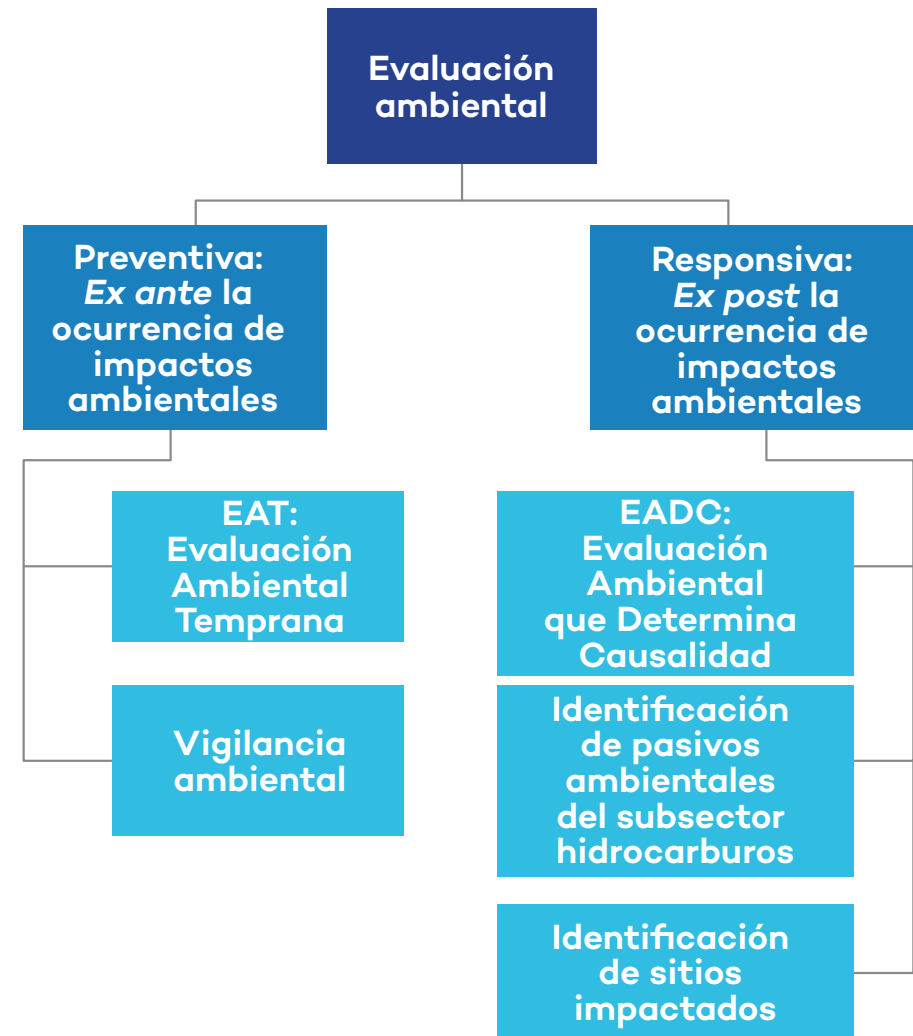 Evaluación
ambiental
Preventiva:
Ex ante la
ocurrencia de
impactos
ambientales
Responsiva:
Ex post la
ocurrencia de
impactos
ambientales
EAT:
Evaluación
Ambiental
Temprana
Vigilancia
ambiental
EADC:
Evaluación
Ambiental
que Determina
Causalidad
Identificación
de pasivos
ambientales
del subsector
hidrocarburos
Identificación
de sitios
impactados